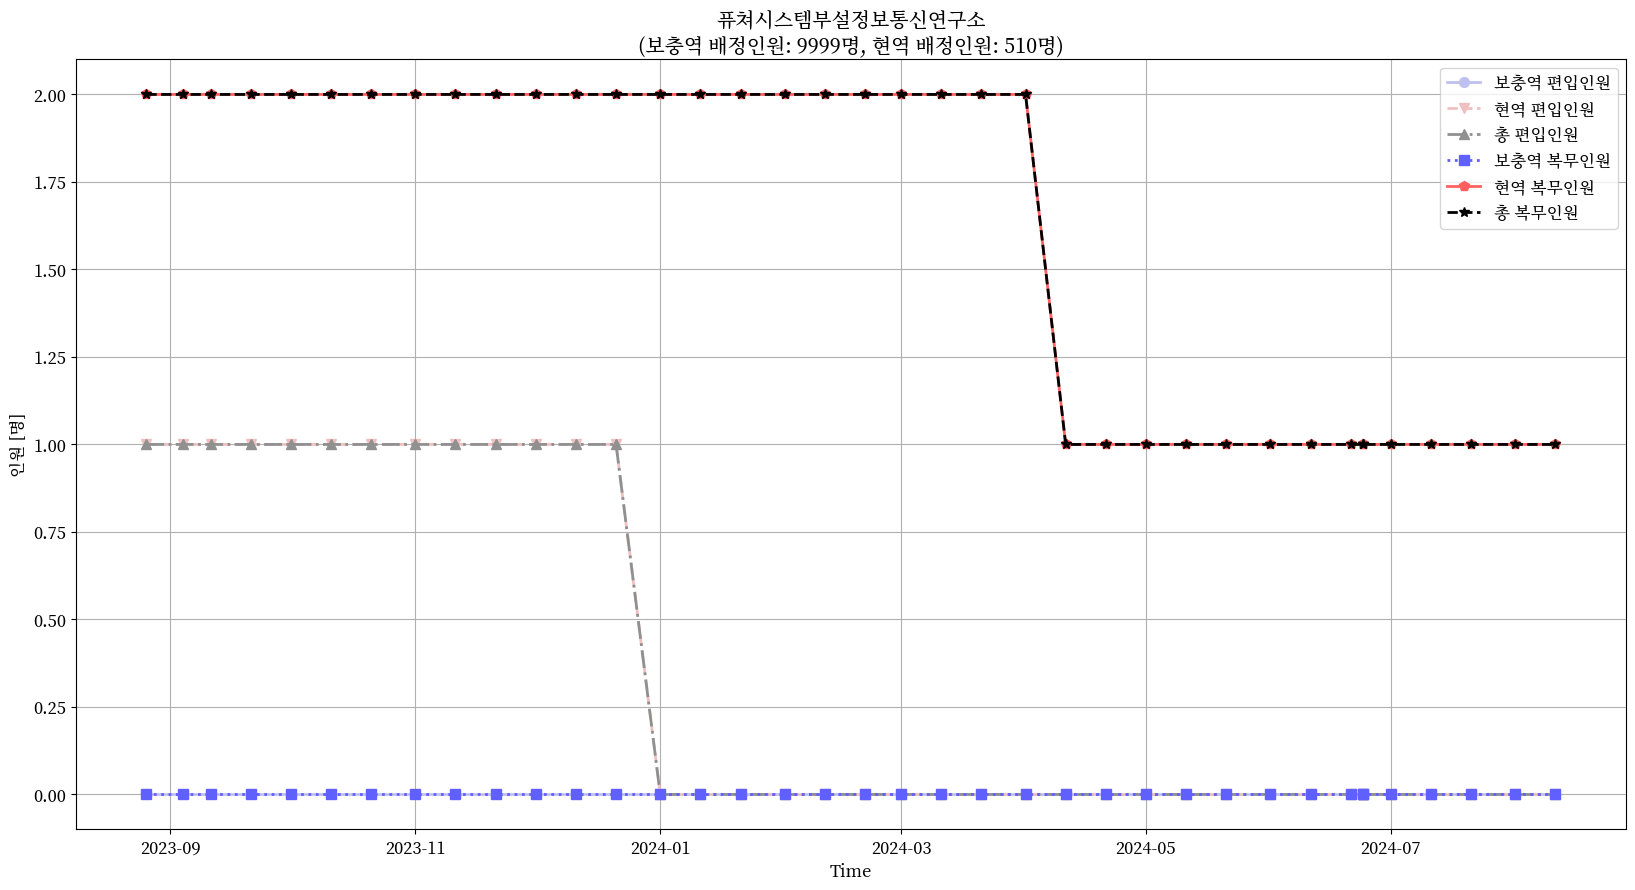 퓨쳐시스템부설정보통신연구소
(보충역 배정인원: 9999명, 현역 배정인원: 510명)
보충역 편입인원
현역 편입인원
총 편입인원
보충역 복무인원
현역 복무인원
총 복무인원
2.00
1.75
1.50
1.25
1.00
0.75
0.50
0.25
0.00
인원 [명]
2023-09
2023-11
2024-01
2024-03
2024-05
2024-07
Time